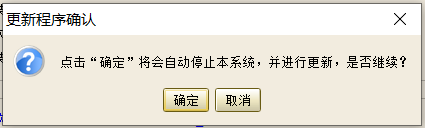 更新程序确认
点击“确定”将会自动停止本系统，并进行更新，是否继续？
确定
取消